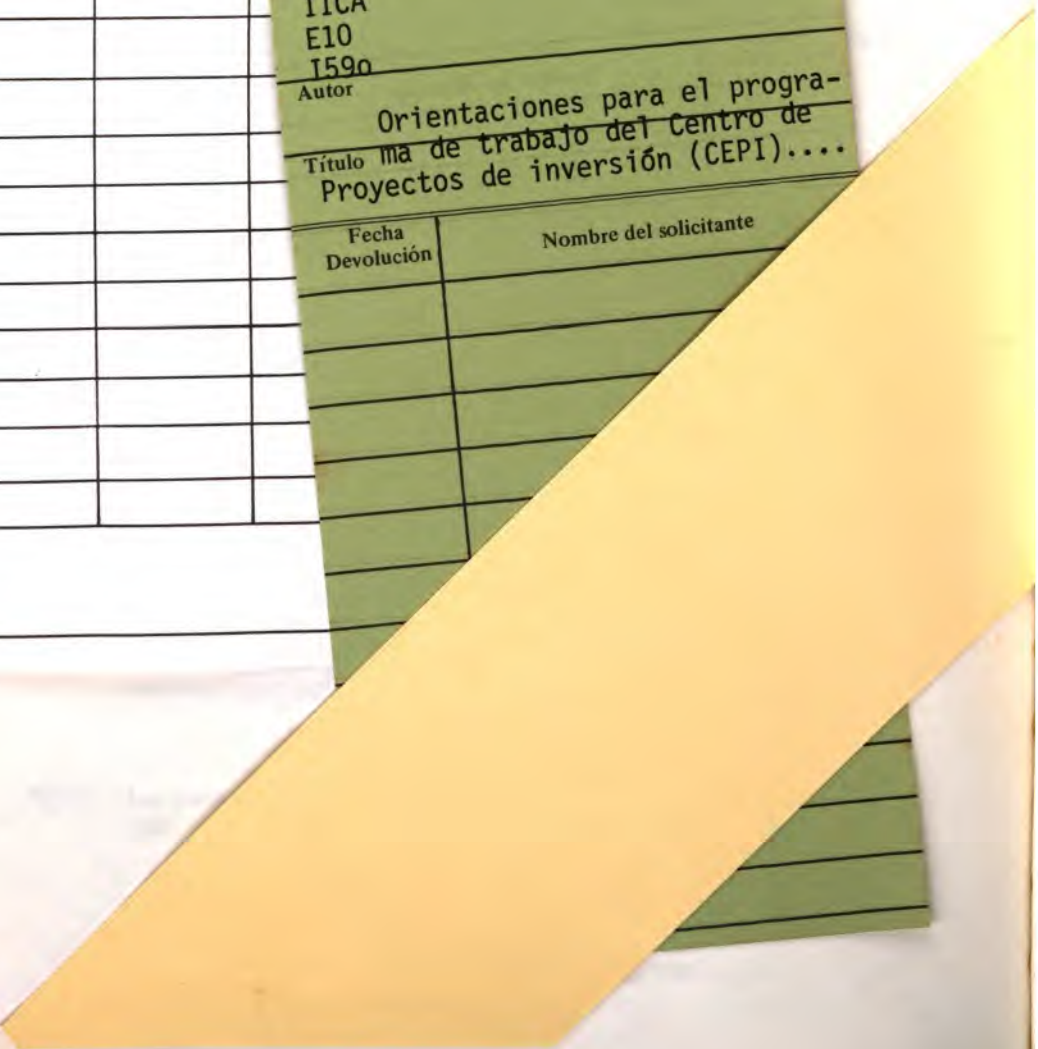 IICA
E10
I59o
Autor
Orientaciones para el progra-
Título ma de trabajo del Centro de
Proyectos de inversión (CEPI)....
Fecha
Devolución
Nombre del solicitante